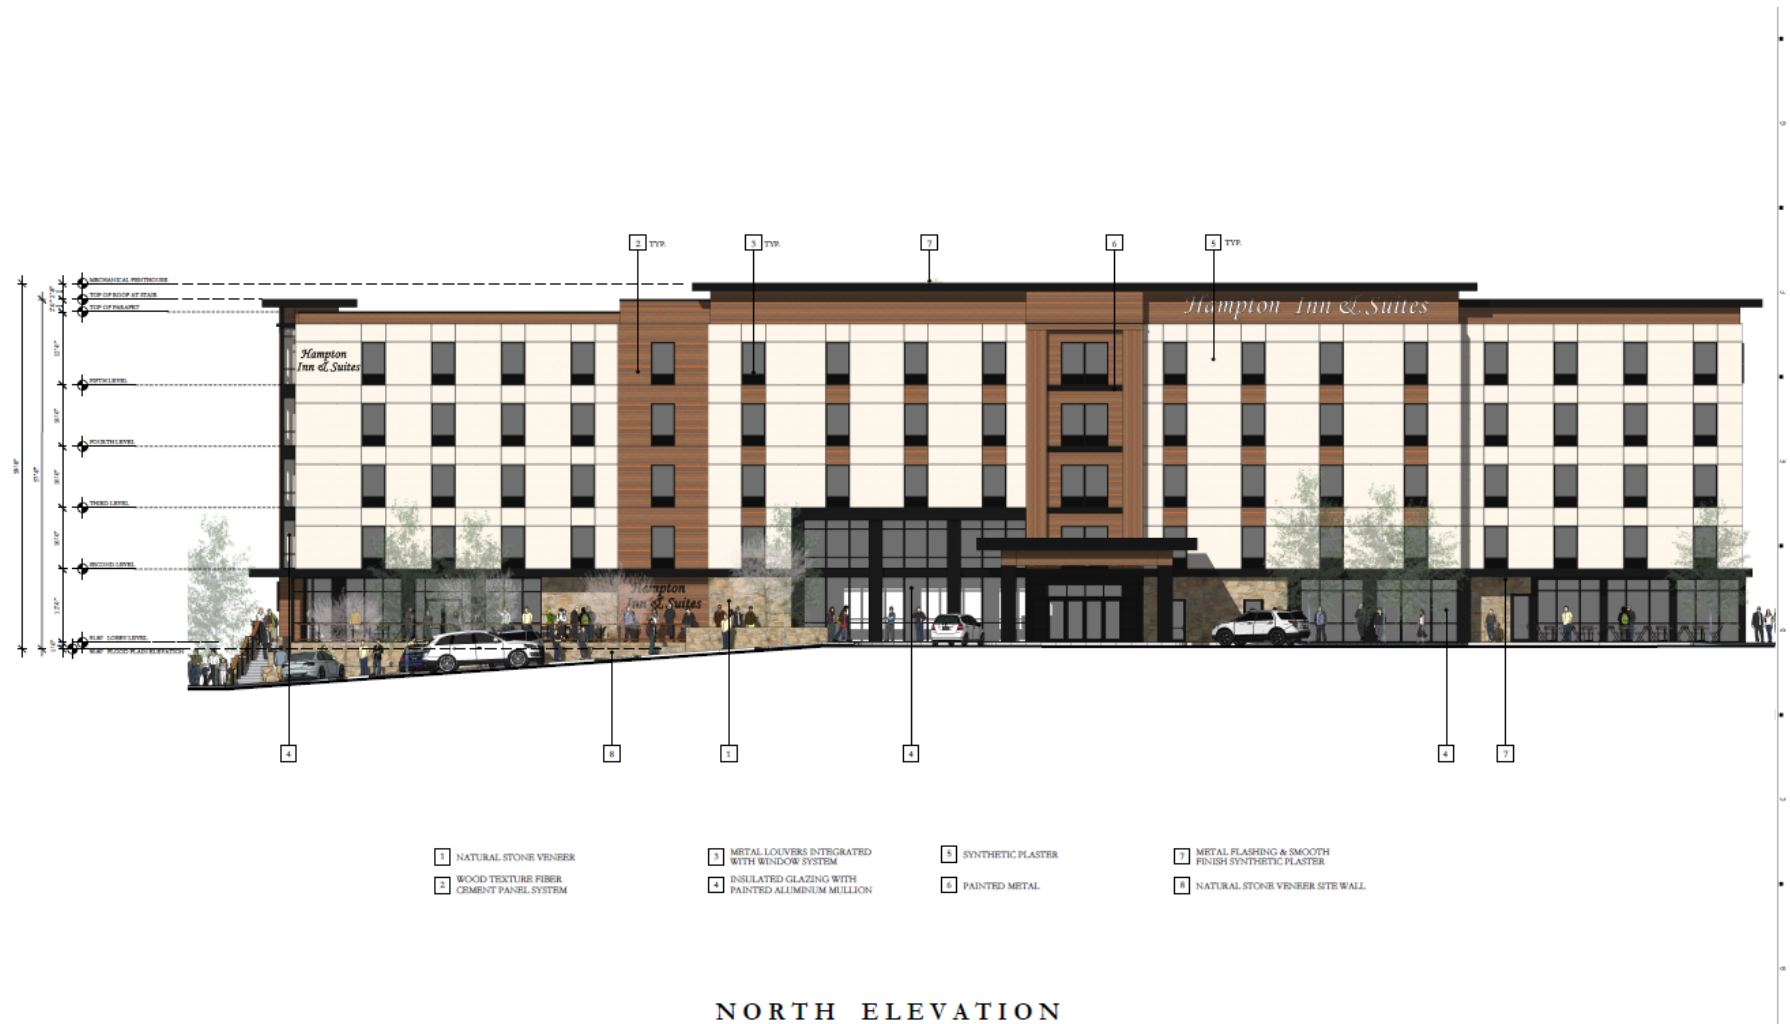 2 TYP.
3 TYP.
7
6
5 TYP.
MECHANICAL PENTHOUSE
TOP OF ROOF AT STAIR
TOP OF PARAPET
Hampton Inn & Suites
Hampton
Inn & Suites
FIFTH LEVEL
FOURTH LEVEL
THIRD LEVEL
SECOND LEVEL
Hampton
Inn & Suites
LOBBY LEVEL
FLOOD PLAIN ELEVATION
4
8
1
4
4
7
1 NATURAL STONE VENEER
2 WOOD TEXTURE FIBER
CEMENT PANEL SYSTEM
3 METAL LOUVERS INTEGRATED
WITH WINDOW SYSTEM
4 INSULATED GLAZING WITH
PAINTED ALUMINUM MULLION
5 SYNTHETIC PLASTER
6 PAINTED METAL
7 METAL FLASHING & SMOOTH
FINISH SYNTHETIC PLASTER
8 NATURAL STONE VENEER SITE WALL
NORTH ELEVATION